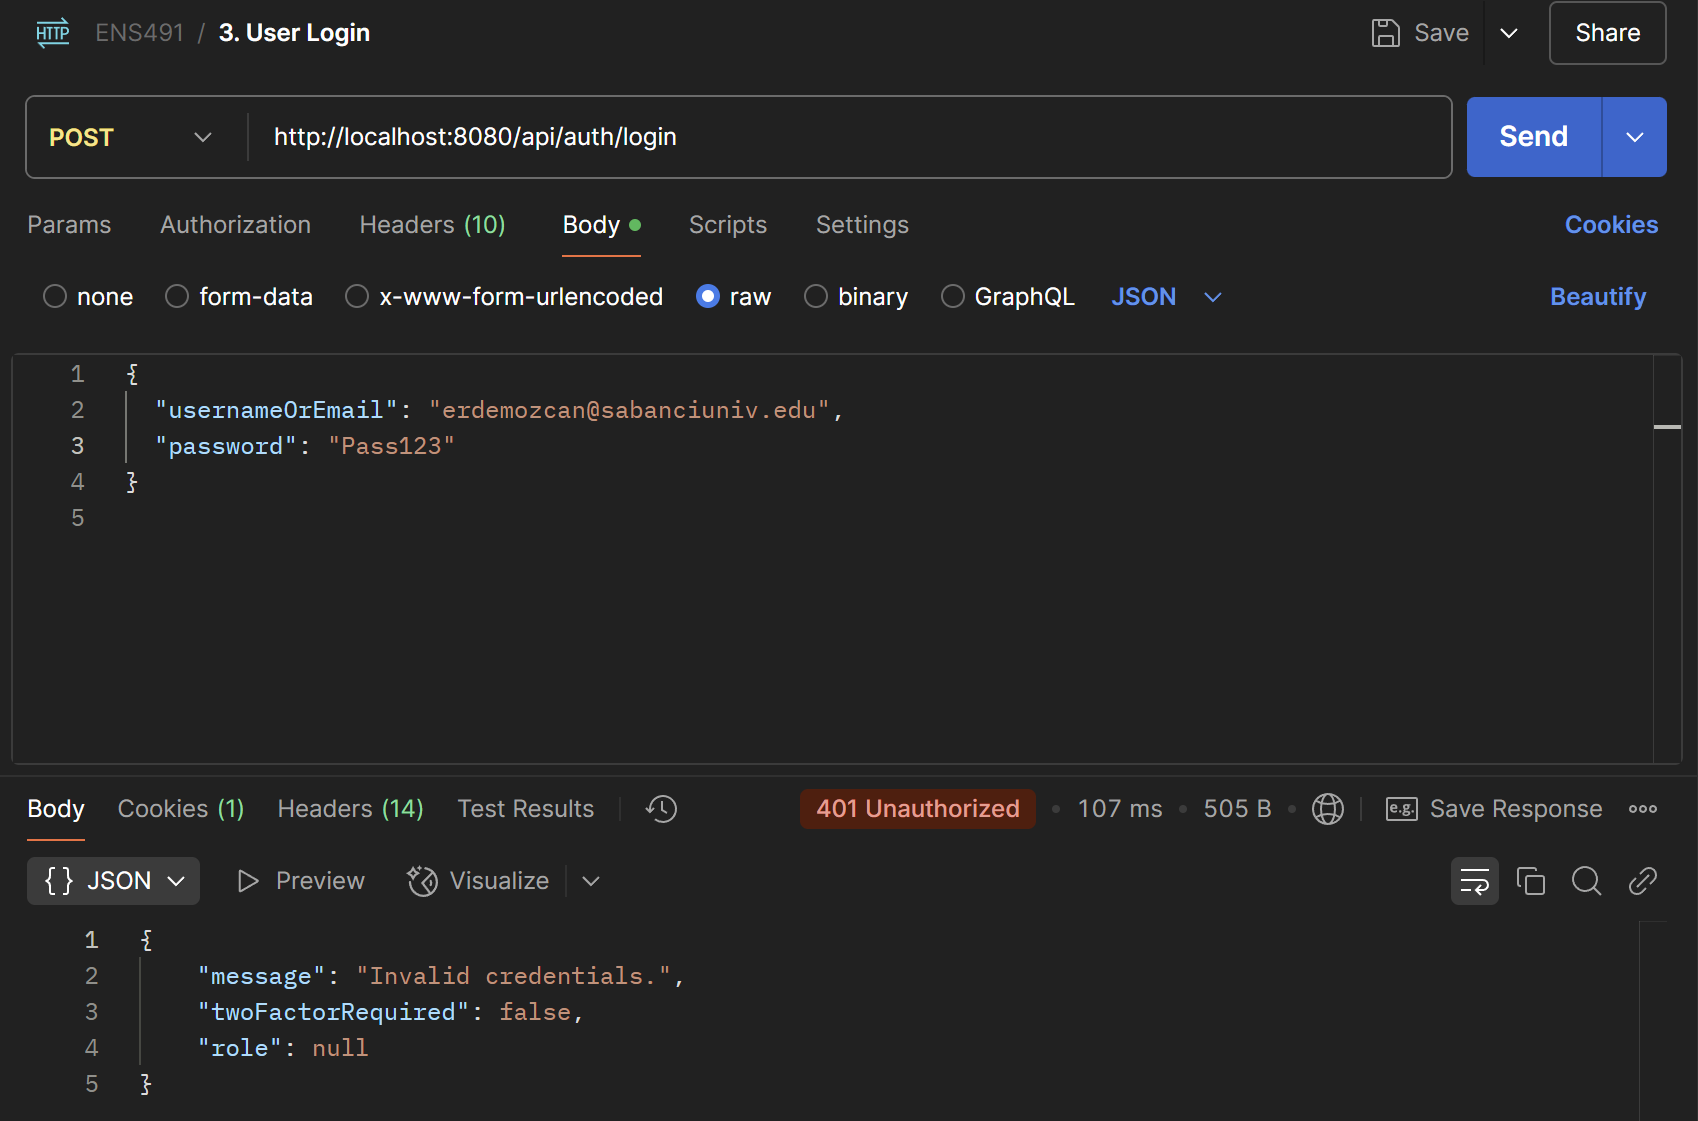 HTTP ENS491 / 3. User Login Save Share
POST http://localhost:8080/api/auth/login Send
Params Authorization Headers (10) Body Scripts Settings Cookies
none form-data x-www-form-urlencoded raw binary GraphQL JSON Beautify
1 {
2 "usernameOrEmail": "erdemozcan@sabanciuniv.edu",
3 "password": "Pass123"
4 }
5
Body Cookies (1) Headers (14) Test Results 401 Unauthorized • 107 ms • 505 B • e.g. Save Response
{} JSON Preview Visualize
1 {
2 "message": "Invalid credentials.",
3 "twoFactorRequired": false,
4 "role": null
5 }